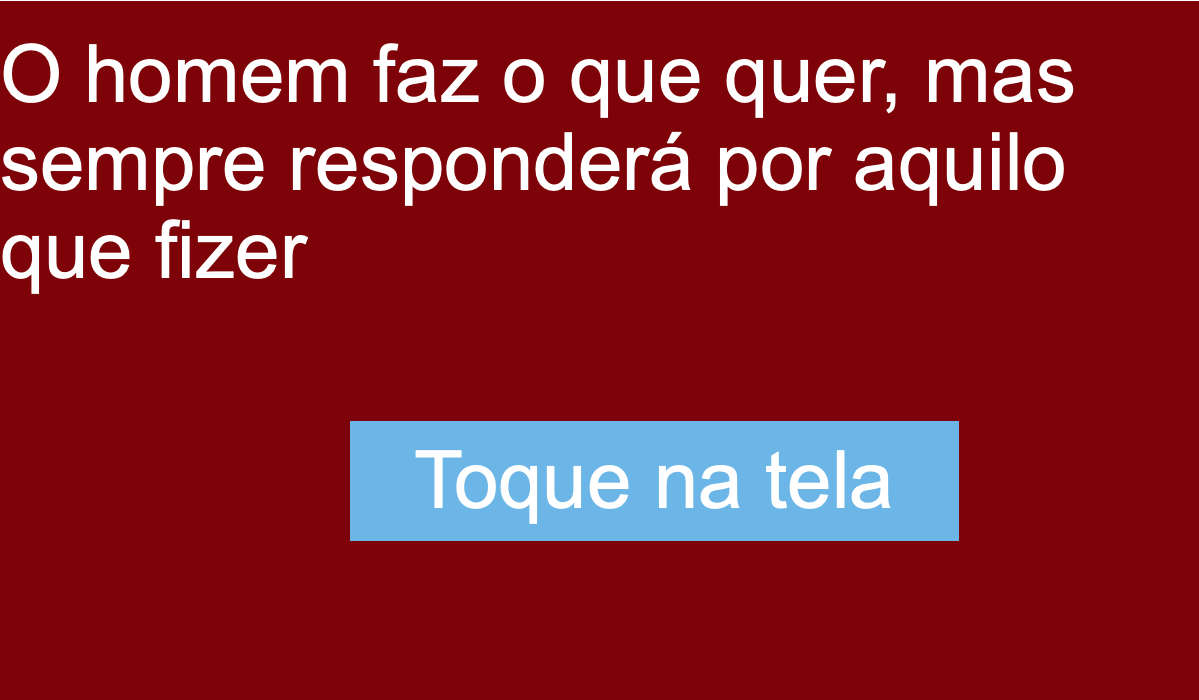 O homem faz o que quer, mas
sempre responderá por aquilo
que fizer
Toque na tela